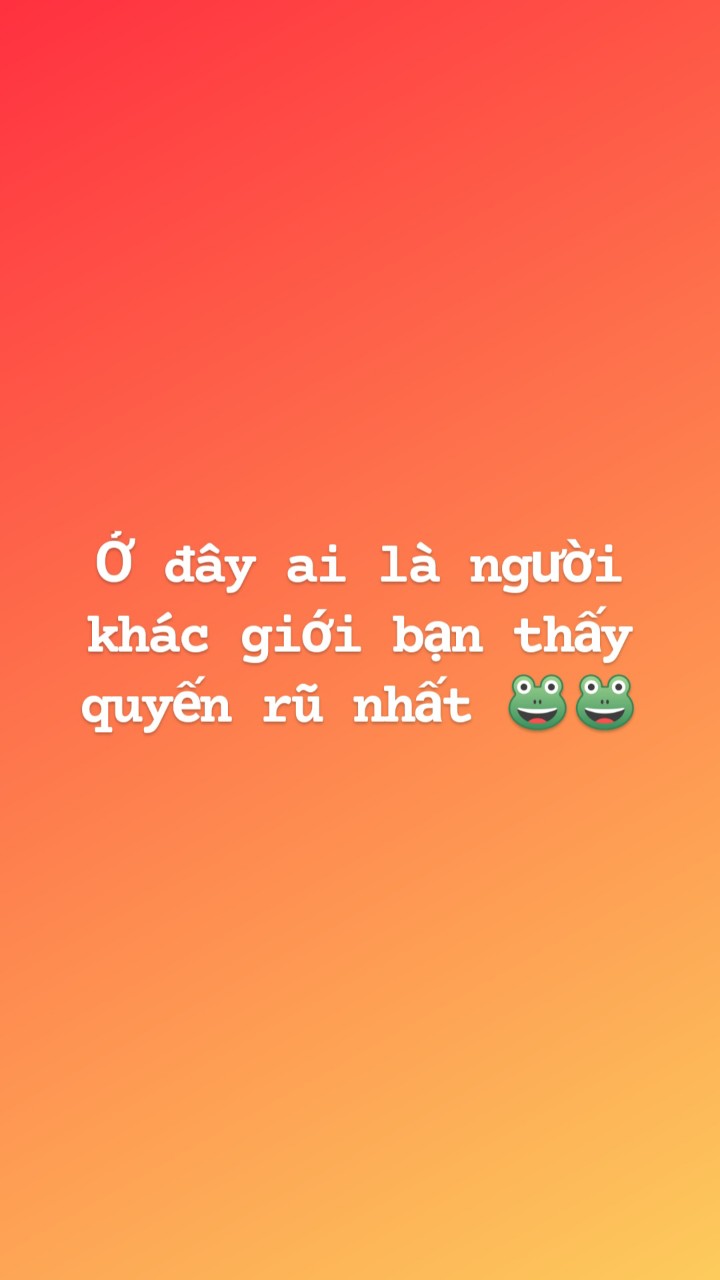 Ớ đây ai là người
khác giới bạn thấy
quyến rũ nhất 🐸🐸